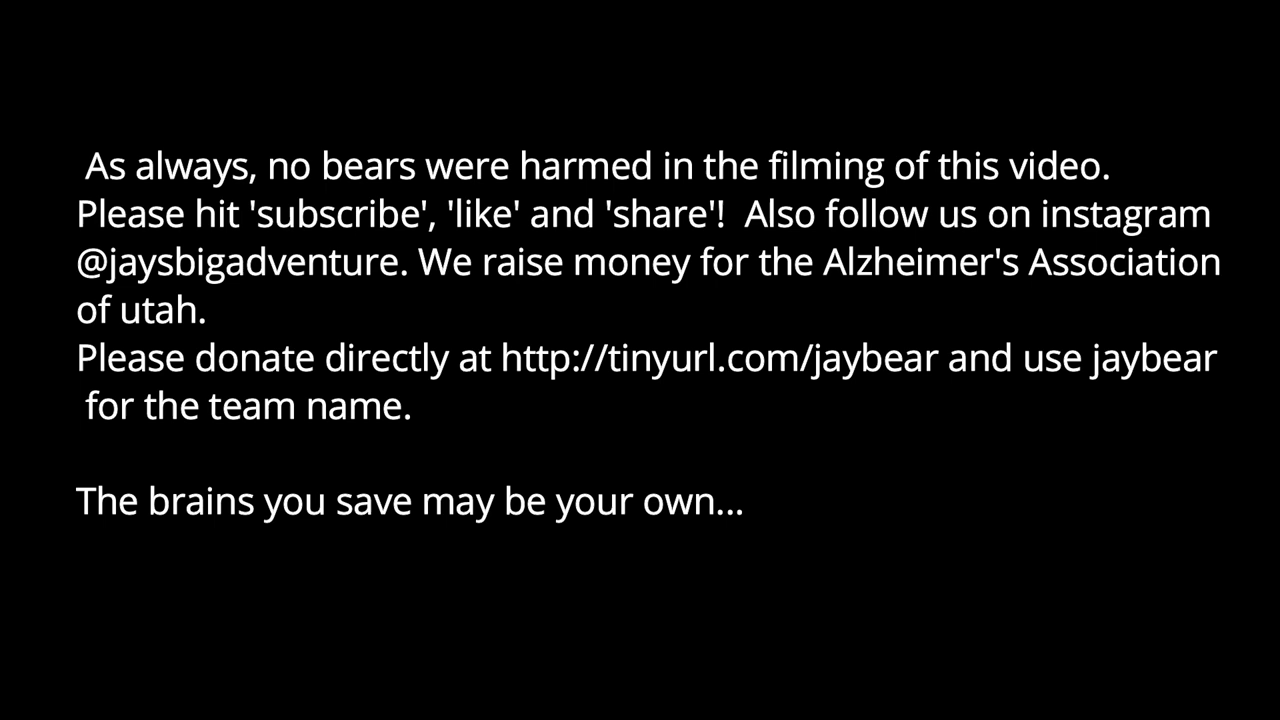 As always, no bears were harmed in the filming of this video.
Please hit 'subscribe', 'like' and 'share'!  Also follow us on instagram
@jaysbigadventure. We raise money for the Alzheimer's Association
of utah.
Please donate directly at http://tinyurl.com/jaybear and use jaybear
for the team name.
The brains you save may be your own...